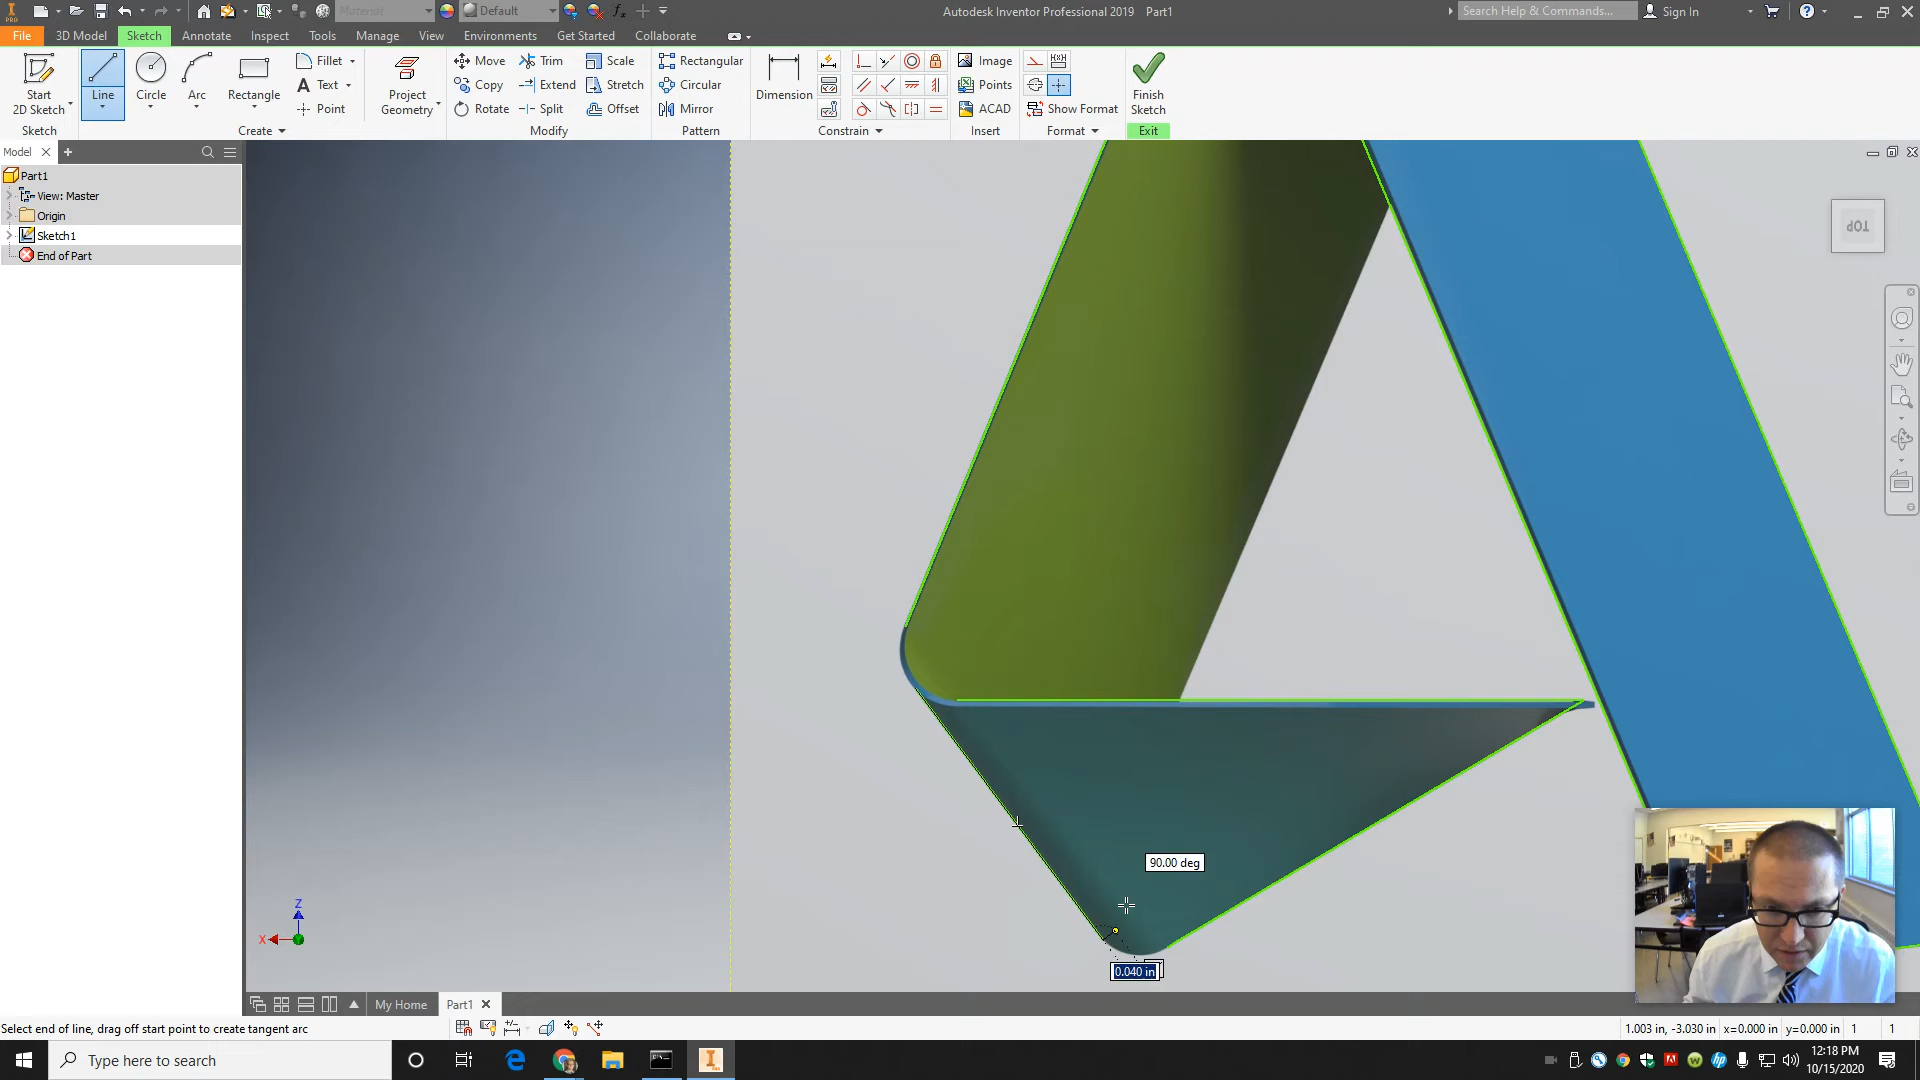 Material
Default
Autodesk Inventor Professional 2019 Part1
Search Help & Commands...
Sign In
PRO
File
3D Model
Sketch
Annotate
Inspect
Tools
Manage
View
Environments
Get Started
Collaborate
Start
2D Sketch
Line
Circle
Arc
Rectangle
Fillet
Text
Point
Project
Geometry
Move
Copy
Rotate
Trim
Extend
Split
Scale
Stretch
Offset
Rectangular
Circular
Mirror
Dimension
Image
Points
ACAD
Show Format
Finish
Sketch
Sketch
Create
Modify
Pattern
Constrain
Insert
Format
Exit
Model
Part1
View: Master
Origin
Sketch1
End of Part
TOP
90.00 deg
0.040 in
Z
X
My Home
Part1
Select end of line, drag off start point to create tangent arc
1.003 in, -3.030 in x=0.000 in y=0.000 in 1 1
Type here to search
12:18 PM
10/15/2020